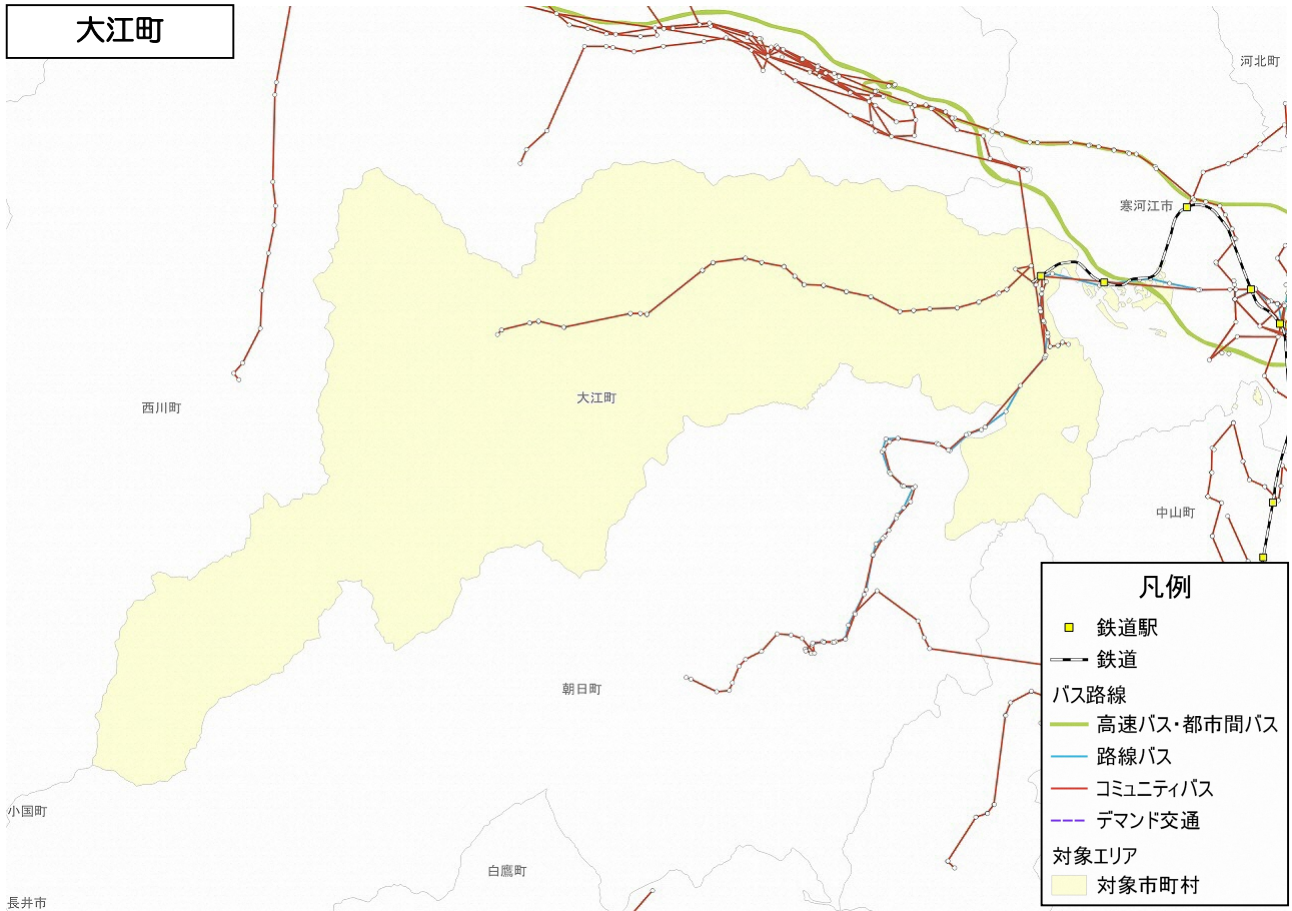 大江町
河北町
寒河江市
大江町
西川町
中山町
朝日町
小国町
白鷹町
長井市
凡例
鉄道駅
鉄道
バス路線
高速バス・都市間バス
路線バス
コミュニティバス
デマンド交通
対象エリア
対象市町村